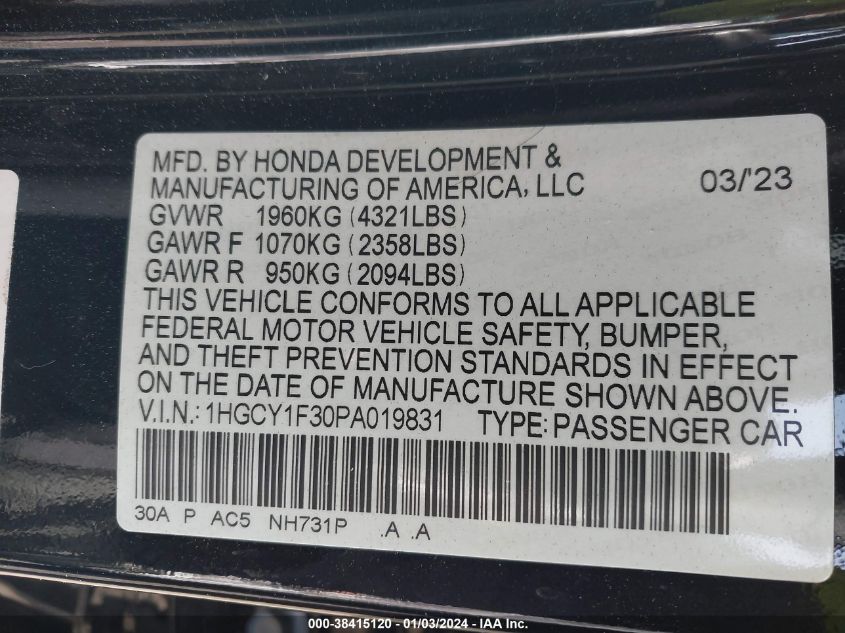 MFD. BY HONDA DEVELOPMENT &
MANUFACTURING OF AMERICA, LLC 03/'23
GVWR 1960KG (4321LBS)
GAWR F 1070KG (2358LBS)
GAWR R 950KG (2094LBS)
THIS VEHICLE CONFORMS TO ALL APPLICABLE
FEDERAL MOTOR VEHICLE SAFETY, BUMPER,
AND THEFT PREVENTION STANDARDS IN EFFECT
ON THE DATE OF MANUFACTURE SHOWN ABOVE.
V.I.N.: 1HGCY1F30PA019831 TYPE: PASSENGER CAR
30A P AC5 NH731P .A .A
000-38415120 - 01/03/2024 - IAA Inc.